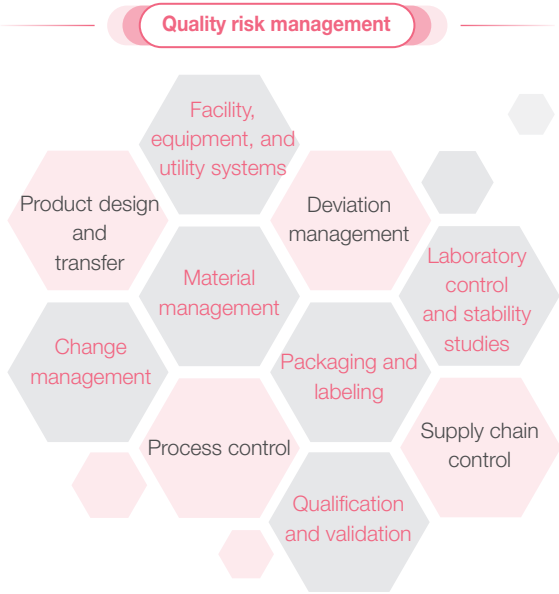 Quality risk management
Facility,
equipment, and
utility systems
Product design
and
transfer
Deviation
management
Material
management
Laboratory
control
and stability
studies
Change
management
Packaging and
labeling
Process control
Supply chain
control
Qualification
and validation